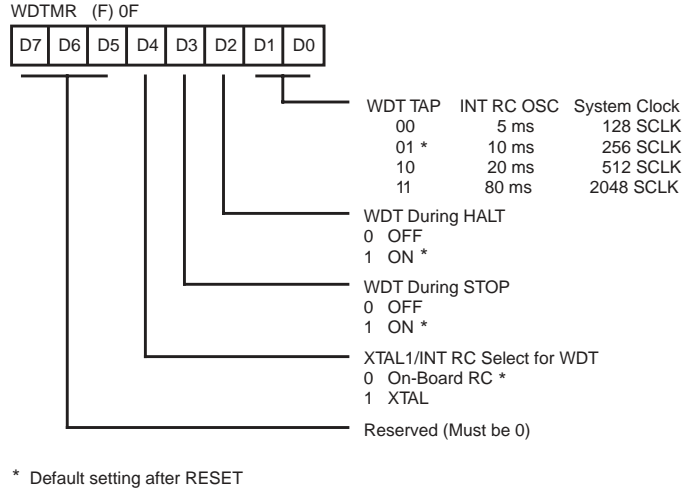 WDTMR (F) 0F
D7 D6 D5 D4 D3 D2 D1 D0
WDT TAP INT RC OSC System Clock
00 5 ms 128 SCLK
01 * 10 ms 256 SCLK
10 20 ms 512 SCLK
11 80 ms 2048 SCLK
WDT During HALT
0 OFF
1 ON *
WDT During STOP
0 OFF
1 ON *
XTAL1/INT RC Select for WDT
0 On-Board RC *
1 XTAL
Reserved (Must be 0)
* Default setting after RESET